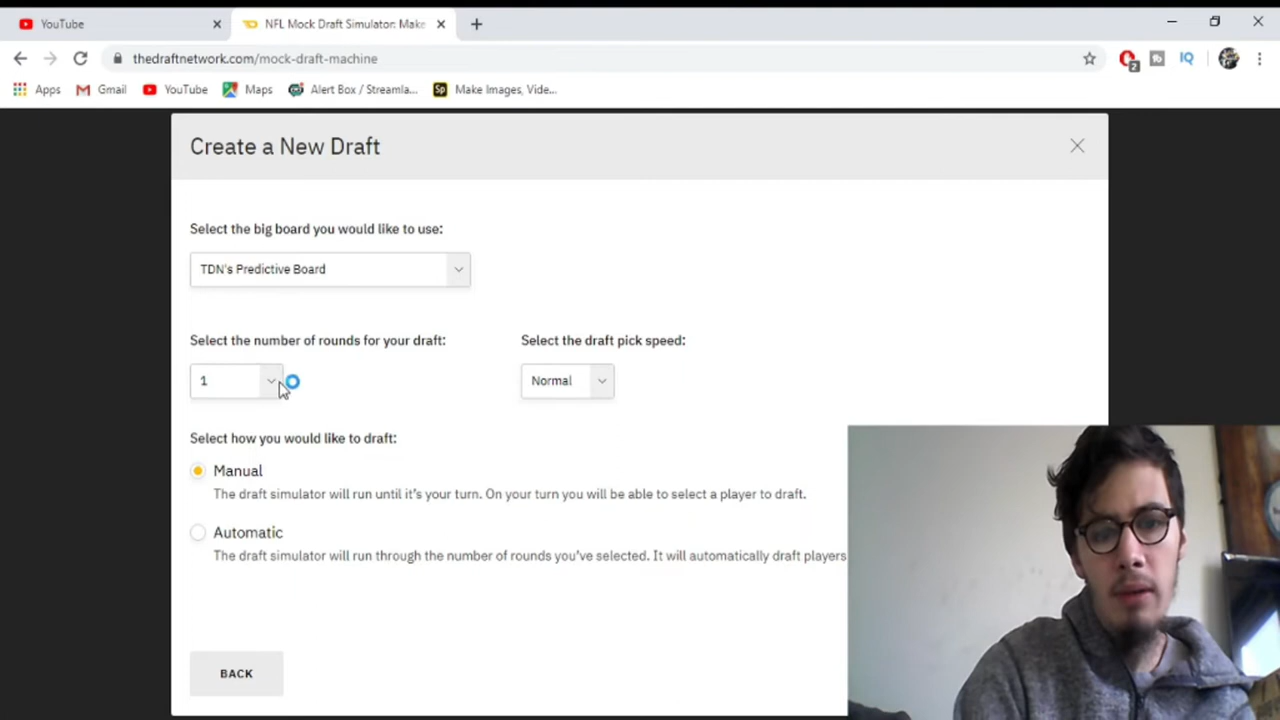 YouTube
NFL Mock Draft Simulator: Make
thedraftnetwork.com/mock-draft-machine
2
IQ
Apps
Gmail
YouTube
Maps
Alert Box / Streamla...
Sp
Make Images, Vide...
Create a New Draft
Select the big board you would like to use:
TDN's Predictive Board
Select the number of rounds for your draft:
Select the draft pick speed:
1
Normal
Select how you would like to draft:
Manual
The draft simulator will run until it's your turn. On your turn you will be able to select a player to draft.
Automatic
The draft simulator will run through the number of rounds you've selected. It will automatically draft players
BACK